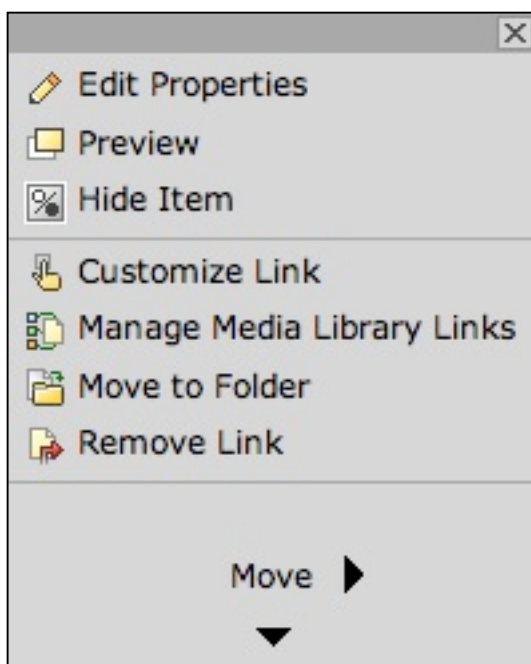 Edit Properties
Preview
Hide Item
Customize Link
Manage Media Library Links
Move to Folder
Remove Link
Move